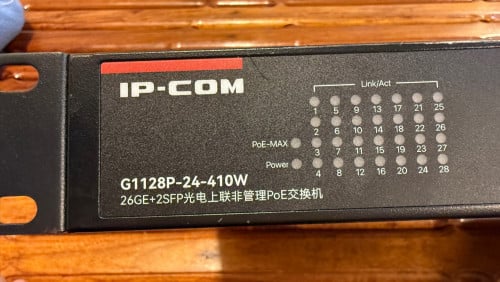 IP-COM
Link/Act
1 5 9 13 17 21 25
2 6 10 14 18 22 26
PoE-MAX 3 7 11 15 19 23 27
Power 4 8 12 16 20 24 28
G1128P-24-410W
26GE+2SFP光电上联非管理PoE交换机